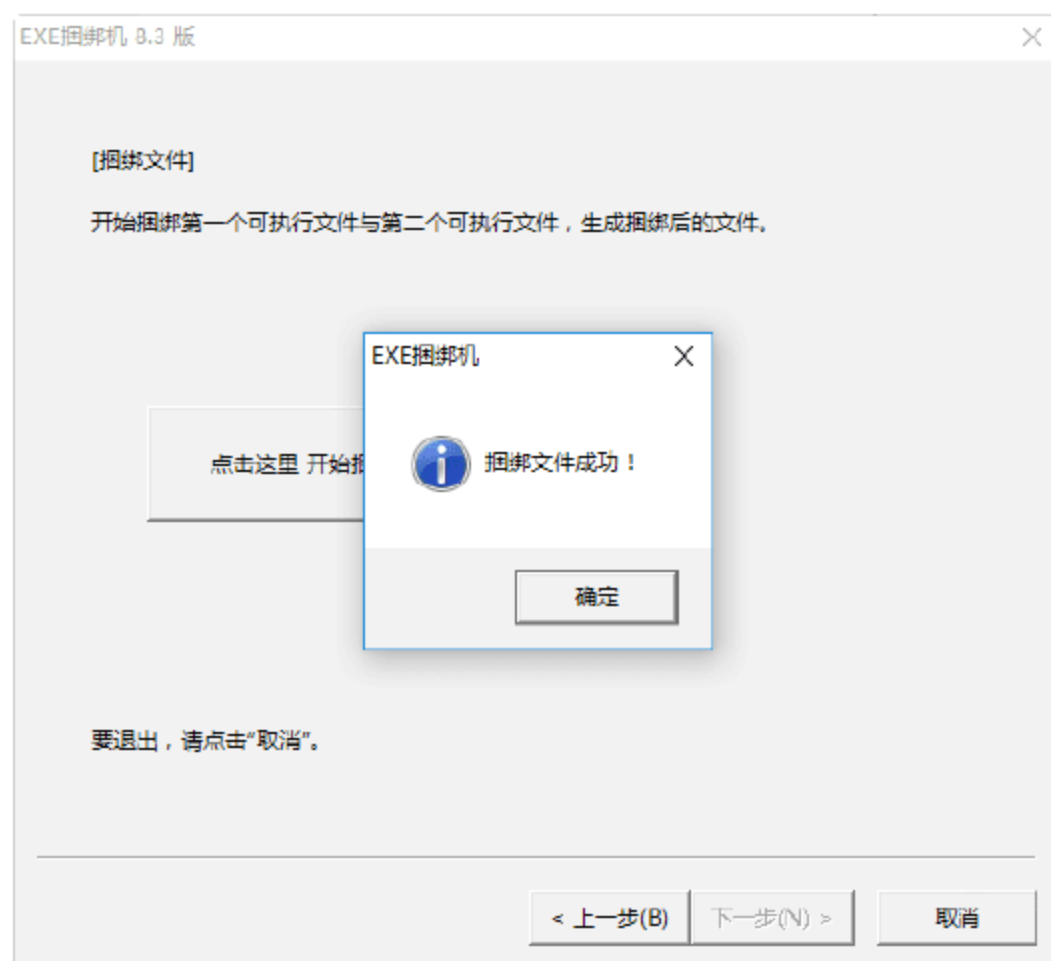 EXE捆绑机 8.3 版
[捆绑文件]
开始捆绑第一个可执行文件与第二个可执行文件，生成捆绑后的文件。
EXE捆绑机
点击这里 开始
捆绑文件成功！
确定
要退出，请点击“取消”。
< 上一步(B)
下一步(N) >
取消